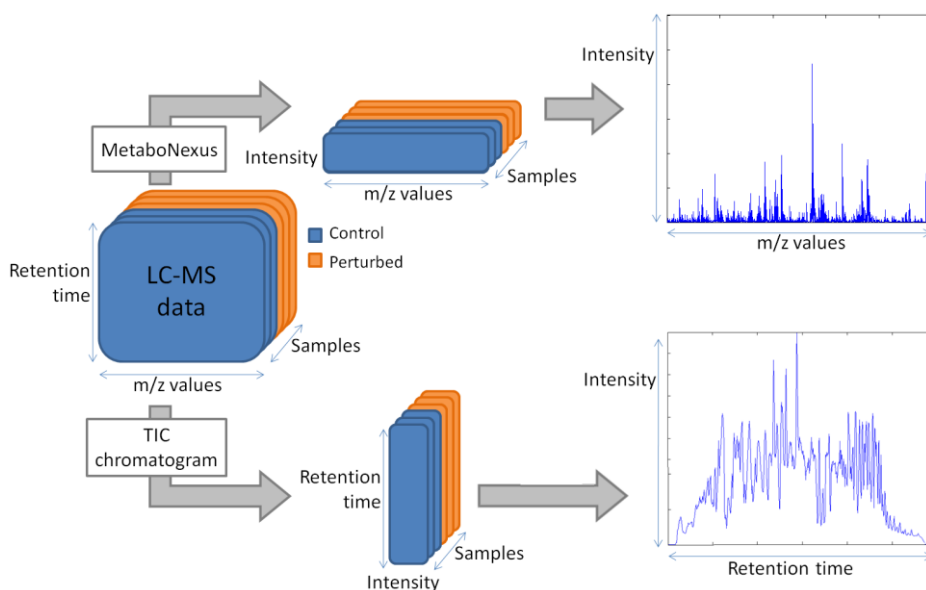 Intensity
MetaboNexus
Intensity
m/z values
Samples
m/z values
Control
Perturbed
Retention
time
LC-MS
data
Samples
m/z values
TIC
chromatogram
Retention
time
Samples
Intensity
Intensity
Retention time